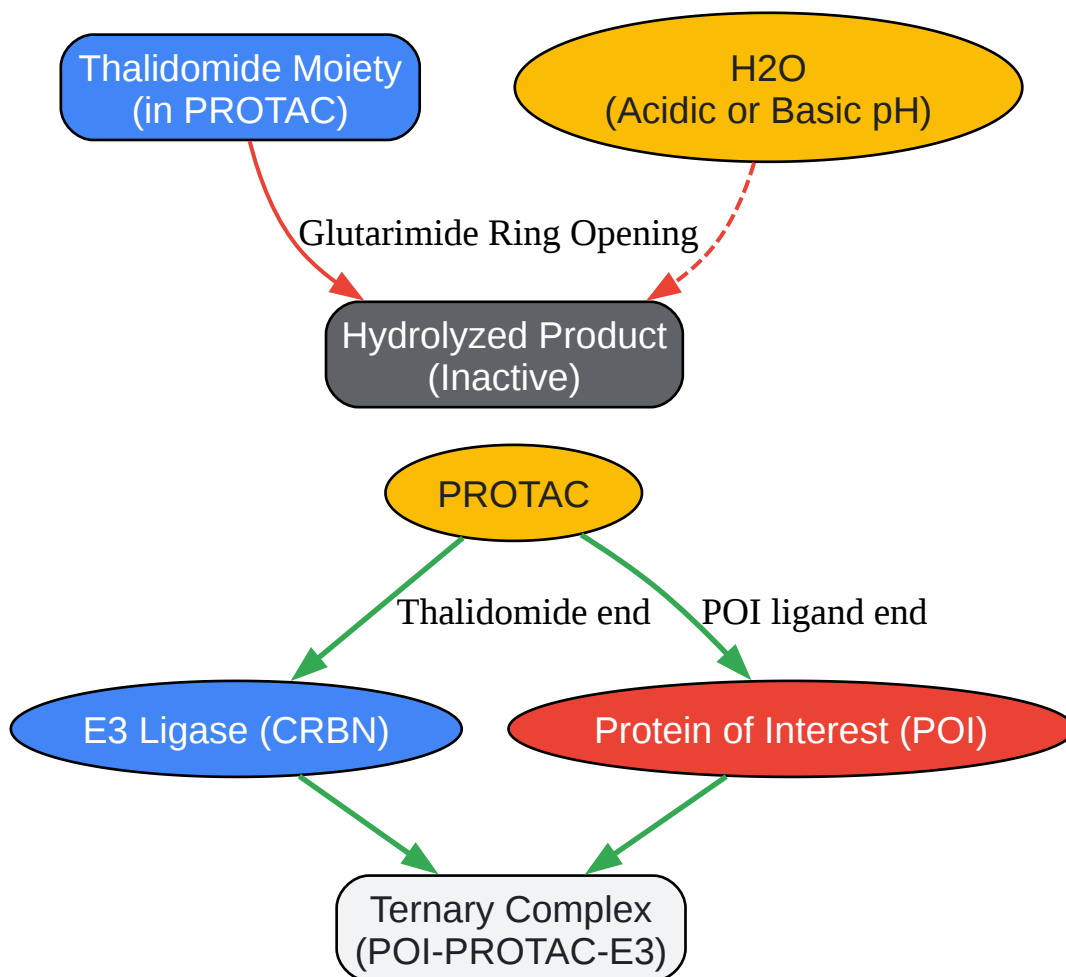 Thalidomide Moiety
(in PROTAC)
H2O
(Acidic or Basic pH)
Glutarimide Ring Opening
Hydrolyzed Product
(Inactive)
PROTAC
Thalidomide end
POI ligand end
E3 Ligase (CRBN)
Protein of Interest (POI)
Ternary Complex
(POI-PROTAC-E3)